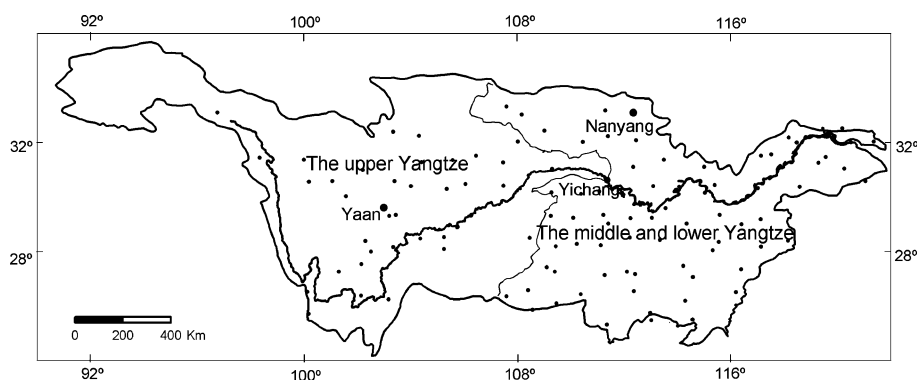 92º 100º 108º 116º
Nanyang
32º 32º
The upper Yangtze
Yichang
Yaan
The middle and lower Yangtze
28º 28º
0 200 400 Km
92º 100º 108º 116º